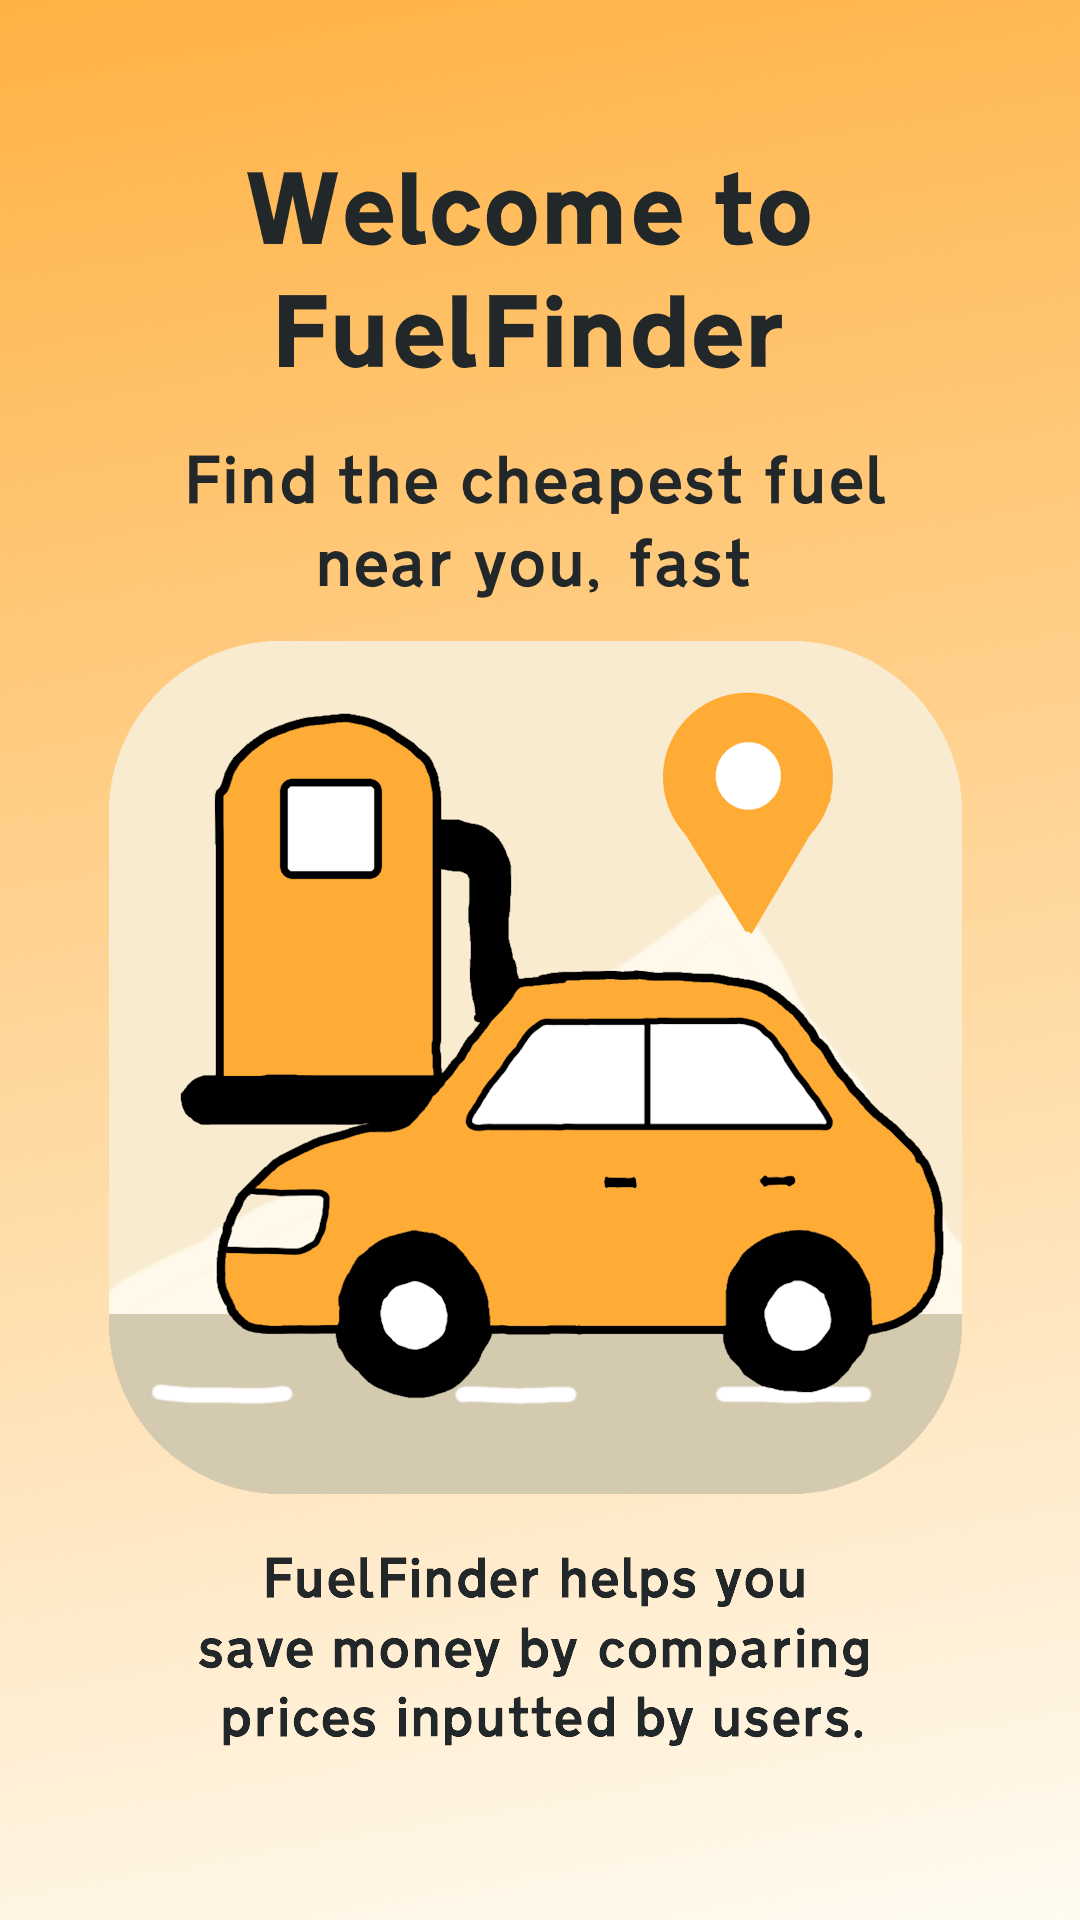 Welcome to
FuelFinder
Find the cheapest fuel
near you, fast
FuelFinder helps you
save money by comparing
prices inputted by users.